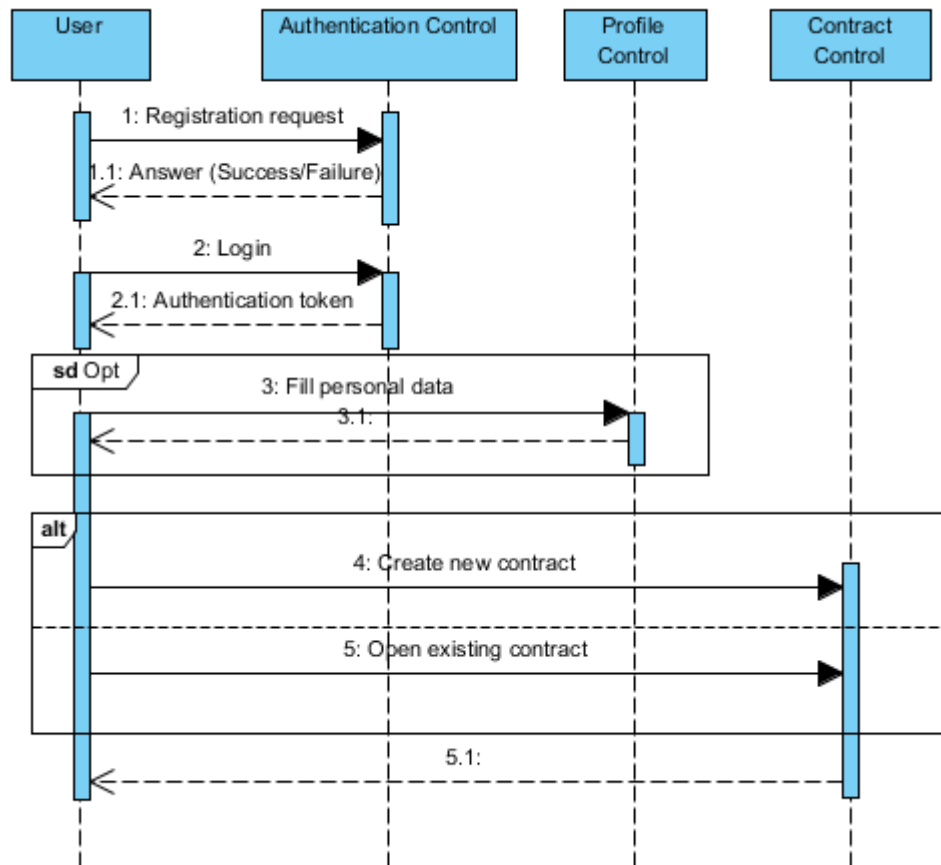 User
Authentication Control
Profile
Control
Contract
Control
1: Registration request
1.1: Answer (Success/Failure)
2: Login
2.1: Authentication token
sd Opt
3: Fill personal data
3.1:
alt
4: Create new contract
5: Open existing contract
5.1: